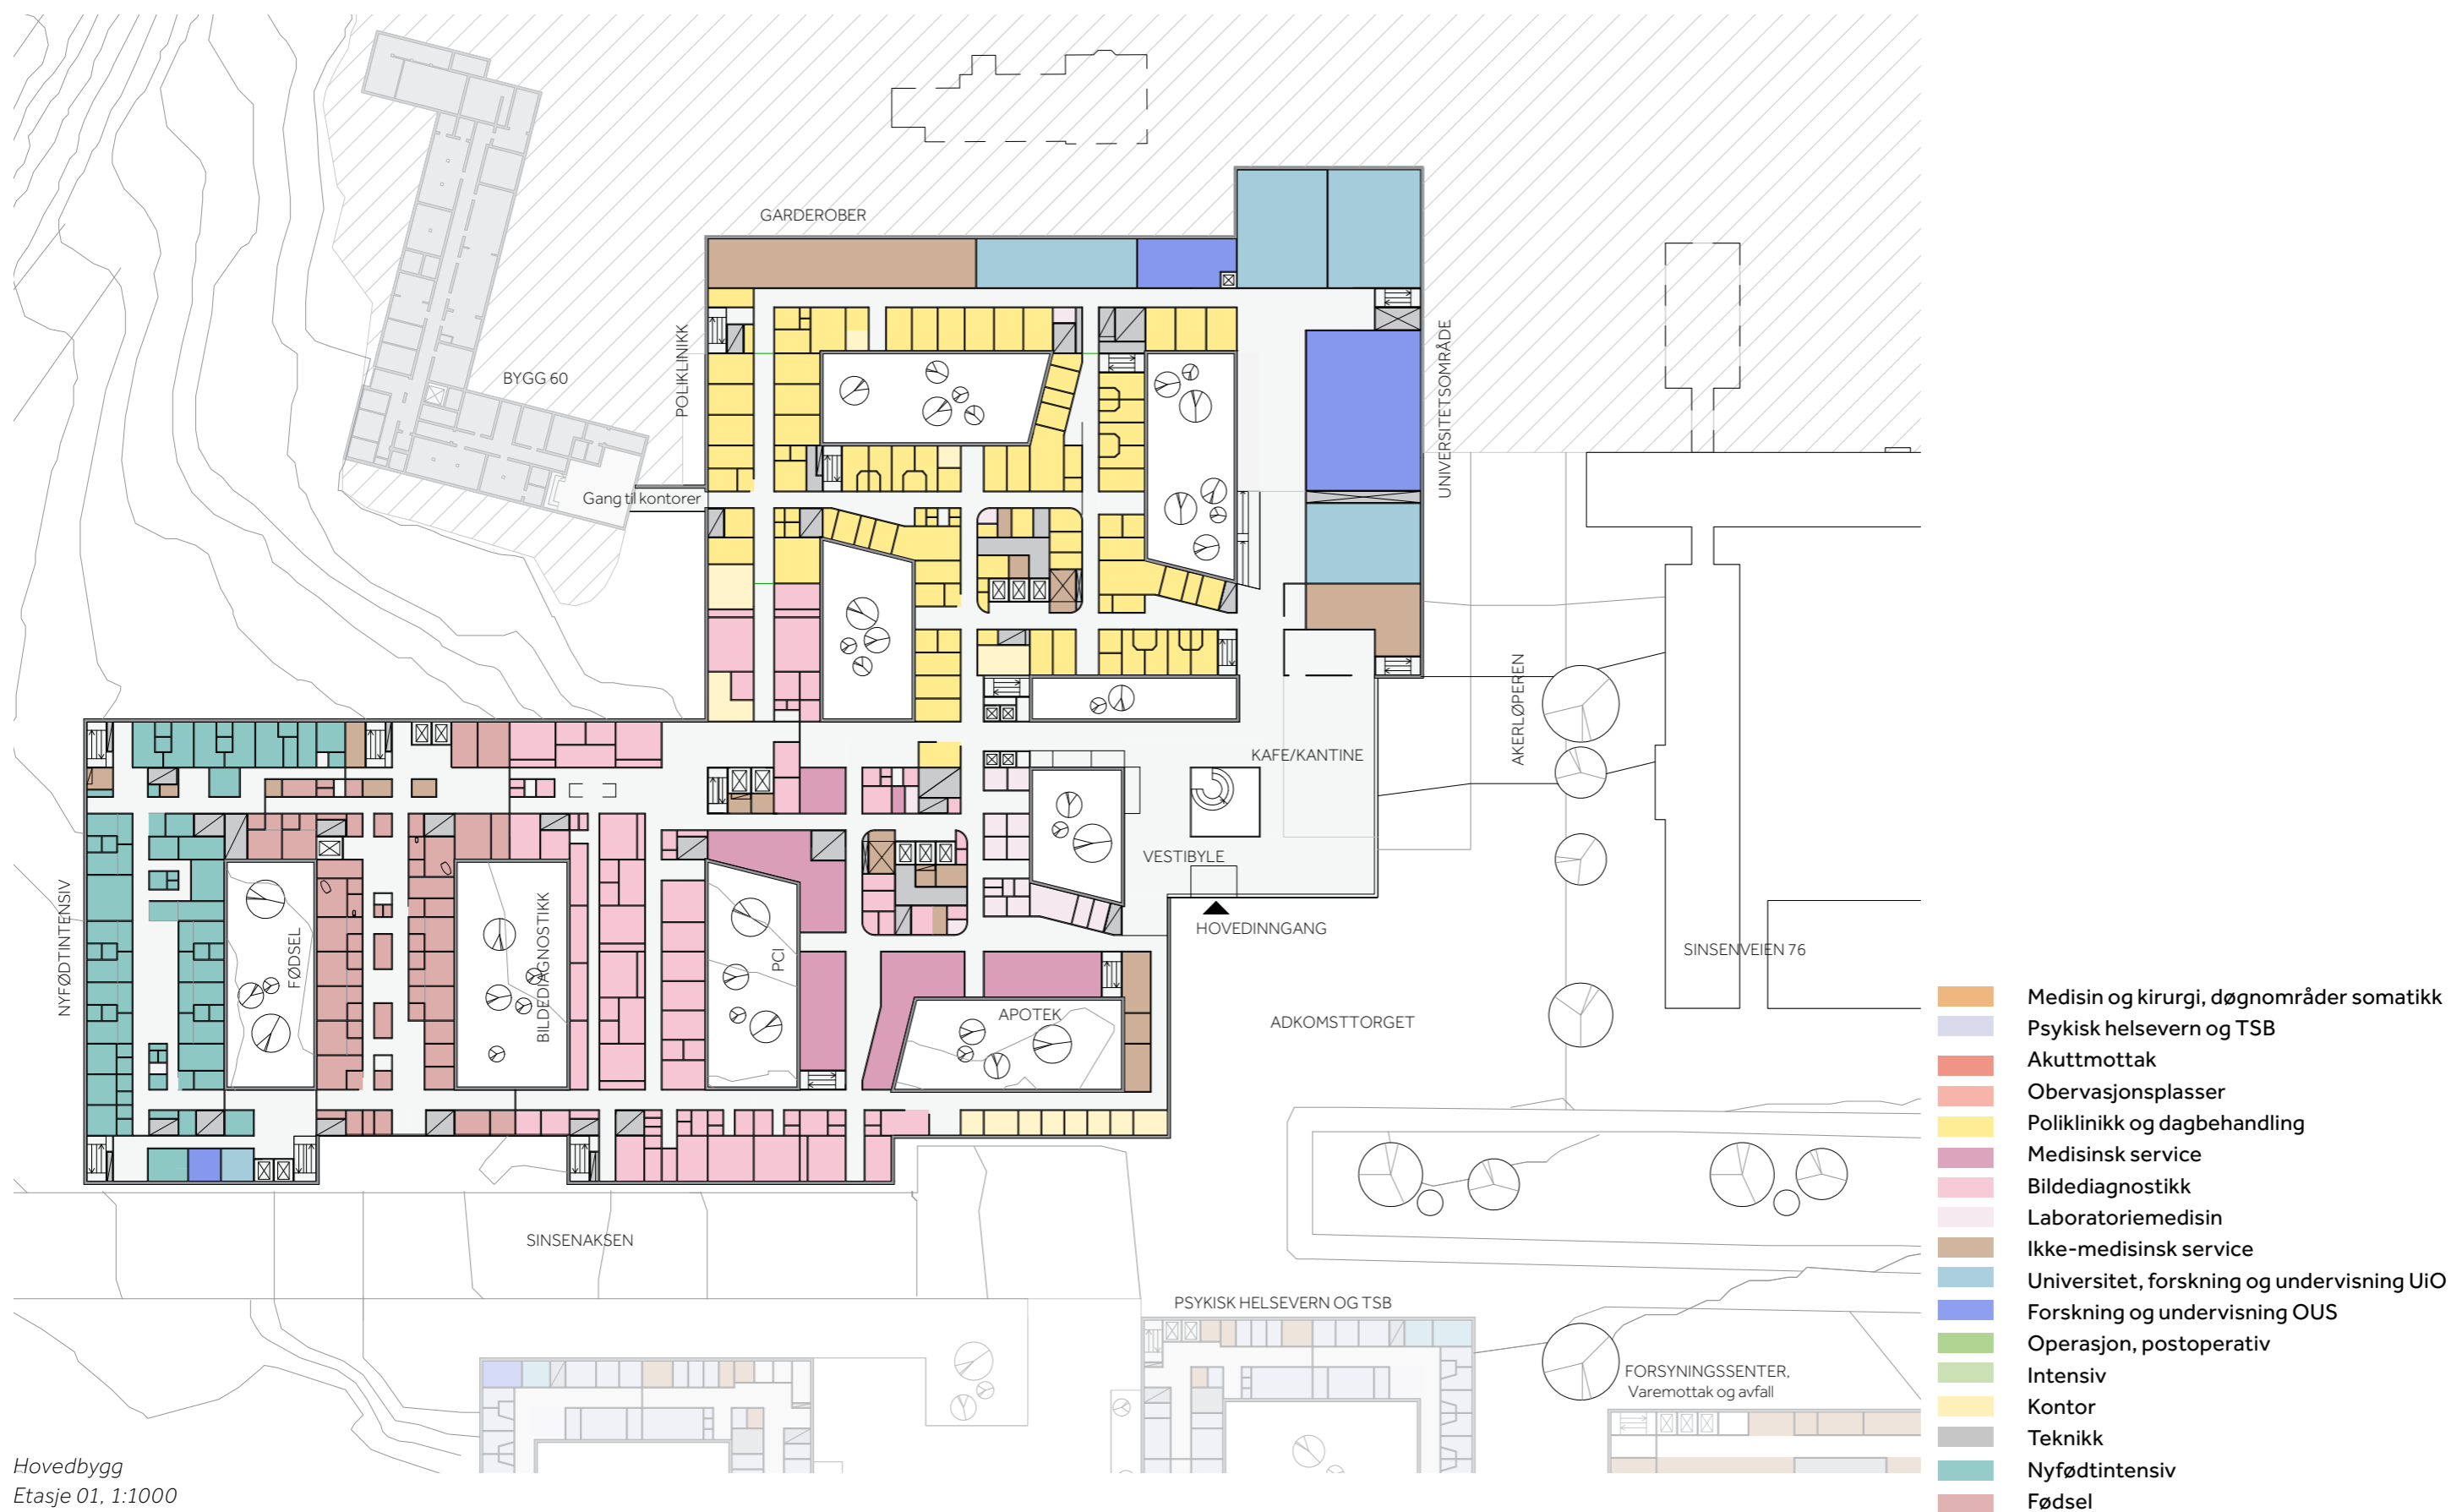 GARDEROBER
POLIKLINIKK
UNIVERSITETSOMRÅDE
BYGG 60
Gang til kontorer
AKERLØPEREN
KAFE/KANTINE
VESTIBYLE
NYFØDTINTENSIV
FØDSEL
BILDEDIAGNOSTIKK
PCI
HOVEDINNGANG
SINSENVEIEN 76
APOTEK
ADKOMSTTORGET
SINSENAKSEN
PSYKISK HELSEVERN OG TSB
FORSYNINGSSENTER,
Varemottak og avfall
Medisin og kirurgi, døgnområder somatikk
Psykisk helsevern og TSB
Akuttmottak
Obervasjonsplasser
Poliklinikk og dagbehandling
Medisinsk service
Bildediagnostikk
Laboratoriemedisin
Ikke-medisinsk service
Universitet, forskning og undervisning UiO
Forskning og undervisning OUS
Operasjon, postoperativ
Intensiv
Kontor
Teknikk
Nyfødtintensiv
Fødsel
Hovedbygg
Etasje 01, 1:1000